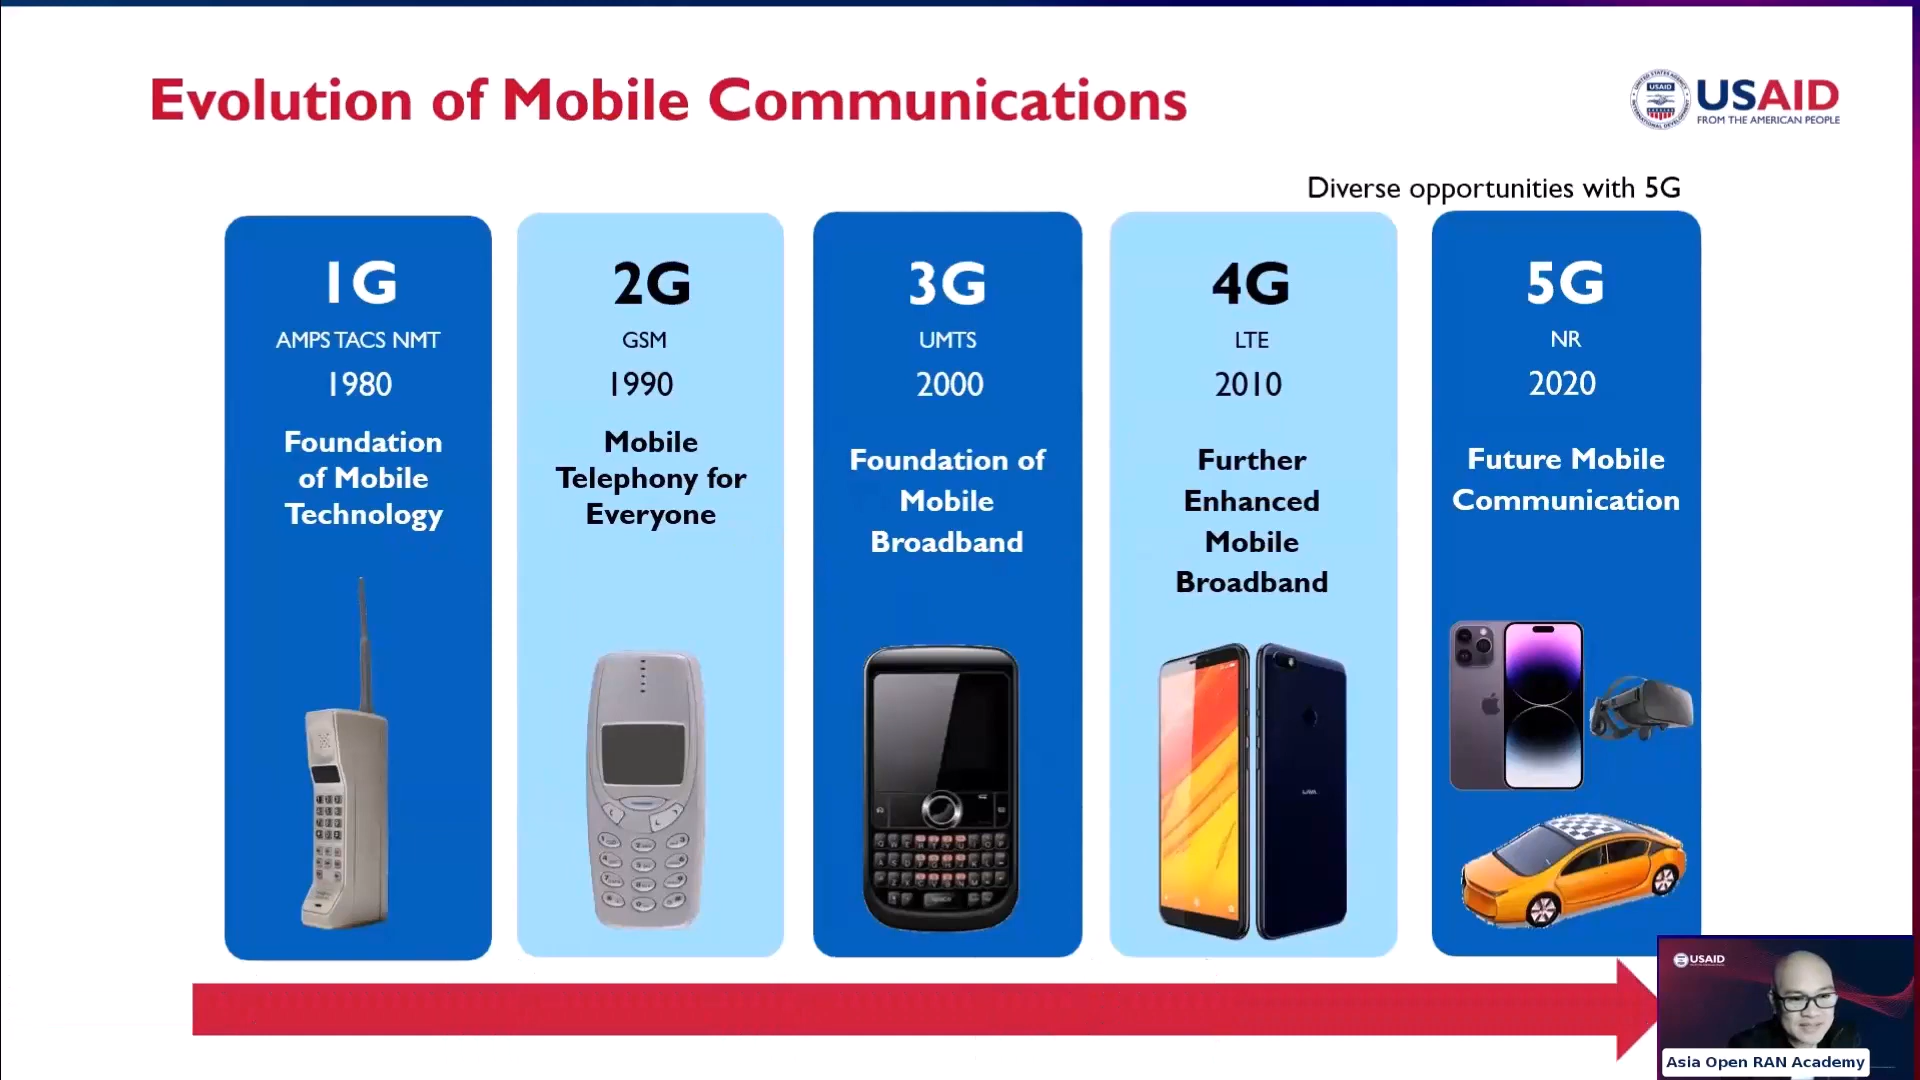 Evolution of Mobile Communications
USAID
FROM THE AMERICAN PEOPLE
Diverse opportunities with 5G
1G
AMPS TACS NMT
1980
Foundation
of Mobile
Technology
2G
GSM
1990
Mobile
Telephony for
Everyone
3G
UMTS
2000
Foundation of
Mobile
Broadband
4G
LTE
2010
Further
Enhanced
Mobile
Broadband
5G
NR
2020
Future Mobile
Communication
USAID
Asia Open RAN Academy